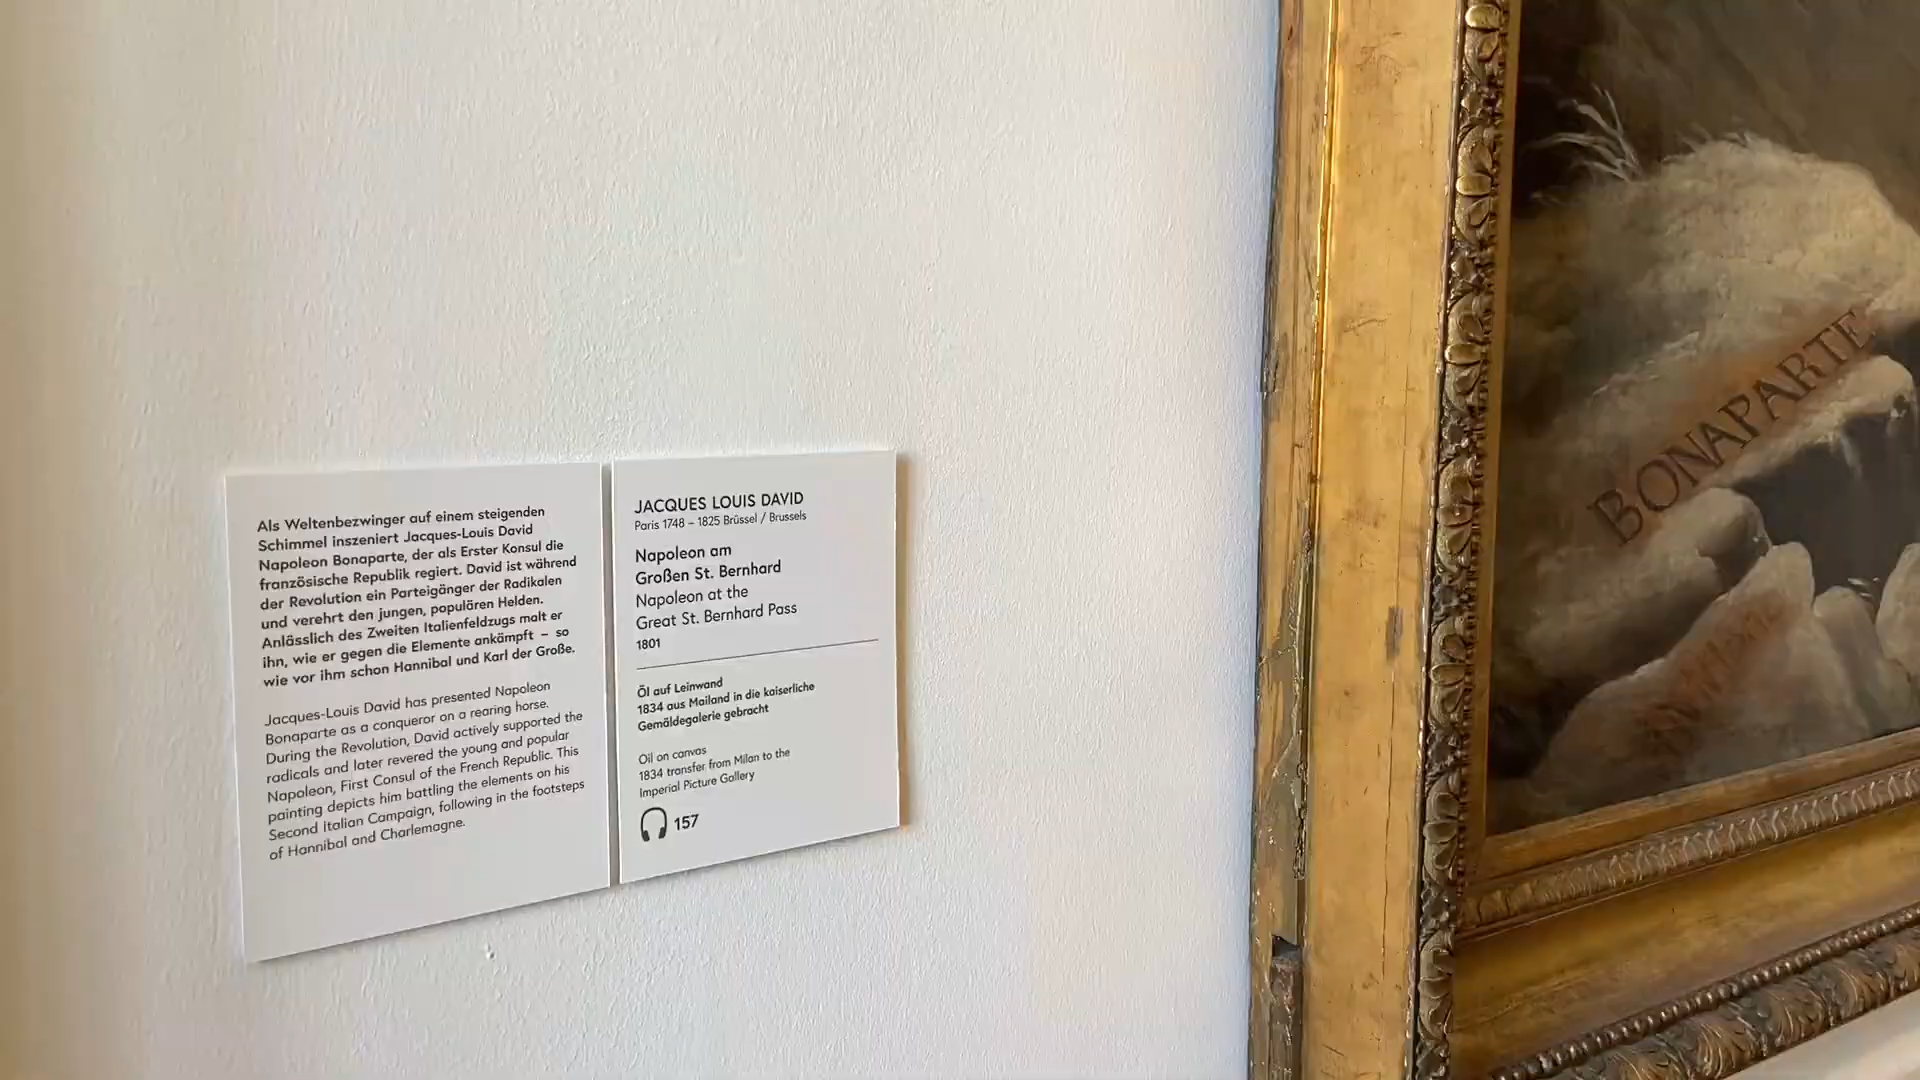 Als Weltenbezwinger auf einem steigenden
Schimmel inszeniert Jacques-Louis David
Napoleon Bonaparte, der als Erster Konsul die
französische Republik regiert. David ist während
der Revolution ein Parteigänger der Radikalen
und verehrt den jungen, populären Helden.
Anlässlich des Zweiten Italienfeldzugs malt er
ihn, wie er gegen die Elemente ankämpft – so
wie vor ihm schon Hannibal und Karl der Große.
Jacques-Louis David has presented Napoleon
Bonaparte as a conqueror on a rearing horse.
During the Revolution, David actively supported the
radicals and later revered the young and popular
Napoleon, First Consul of the French Republic. This
painting depicts him battling the elements on his
Second Italian Campaign, following in the footsteps
of Hannibal and Charlemagne.
JACQUES LOUIS DAVID
Paris 1748 – 1825 Brüssel / Brussels
Napoleon am
Großen St. Bernhard
Napoleon at the
Great St. Bernhard Pass
1801
Öl auf Leinwand
1834 aus Mailand in die kaiserliche
Gemäldegalerie gebracht
Oil on canvas
1834 transfer from Milan to the
Imperial Picture Gallery
157
BONAPARTE